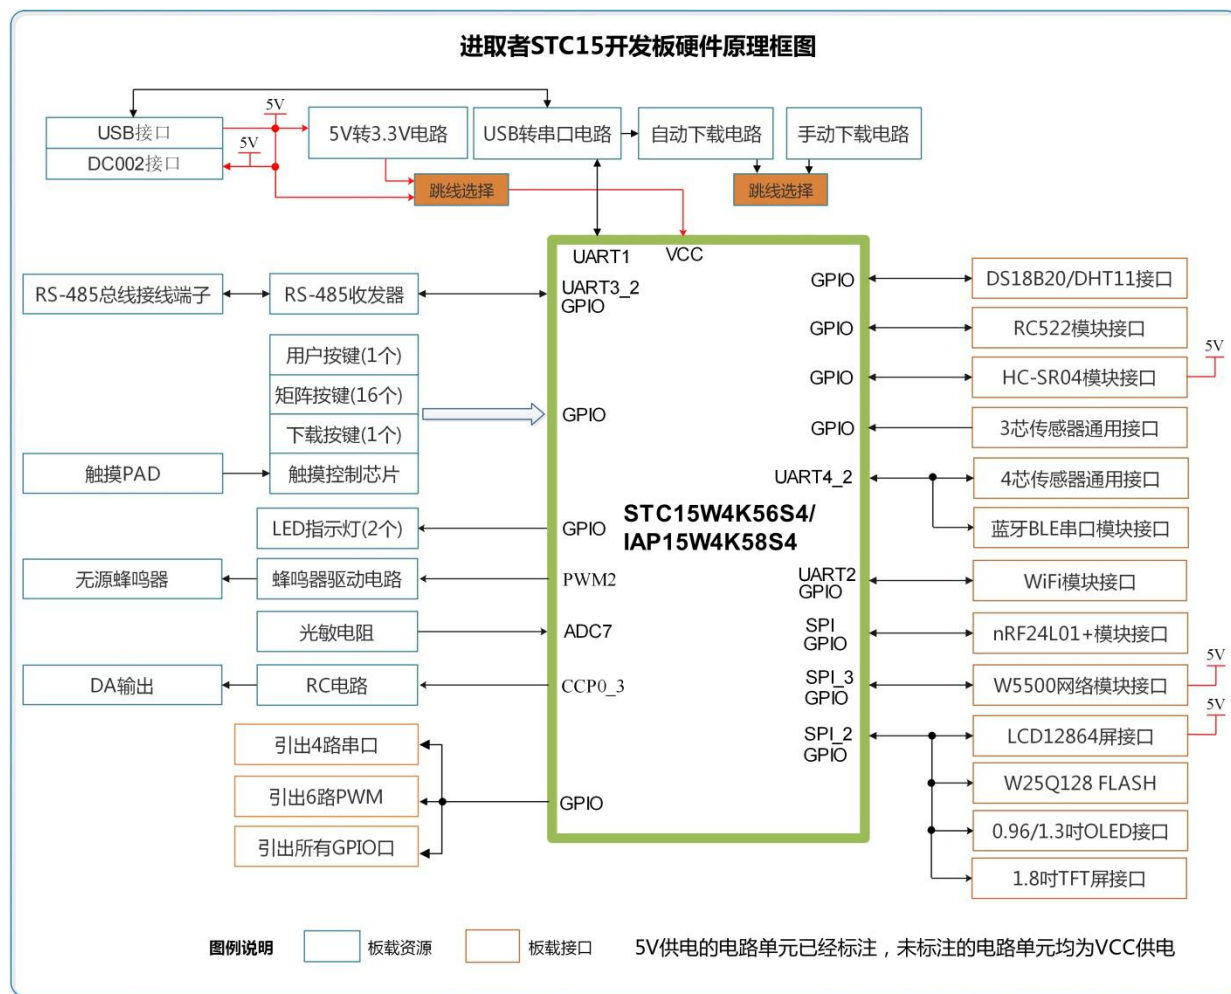 进取者STC15开发板硬件原理框图
5V
USB接口
5V转3.3V电路
USB转串口电路
自动下载电路
手动下载电路
5V
DC002接口
跳线选择
跳线选择
UART1
VCC
RS-485总线接线端子
RS-485收发器
UART3_2
GPIO
用户按键(1个)
矩阵按键(16个)
下载按键(1个)
触摸PAD
触摸控制芯片
GPIO
LED指示灯(2个)
GPIO
无源蜂鸣器
蜂鸣器驱动电路
PWM2
光敏电阻
ADC7
DA输出
RC电路
CCP0_3
引出4路串口
引出6路PWM
引出所有GPIO口
GPIO
STC15W4K56S4/
IAP15W4K58S4
GPIO
DS18B20/DHT11接口
GPIO
RC522模块接口
5V
GPIO
HC-SR04模块接口
GPIO
3芯传感器通用接口
UART4_2
4芯传感器通用接口
蓝牙BLE串口模块接口
UART2
GPIO
WiFi模块接口
SPI
GPIO
nRF24L01+模块接口
5V
SPI_3
GPIO
W5500网络模块接口
5V
SPI_2
GPIO
LCD12864屏接口
W25Q128 FLASH
0.96/1.3吋OLED接口
1.8吋TFT屏接口
图例说明
板载资源
板载接口
5V供电的电路单元已经标注，未标注的电路单元均为VCC供电